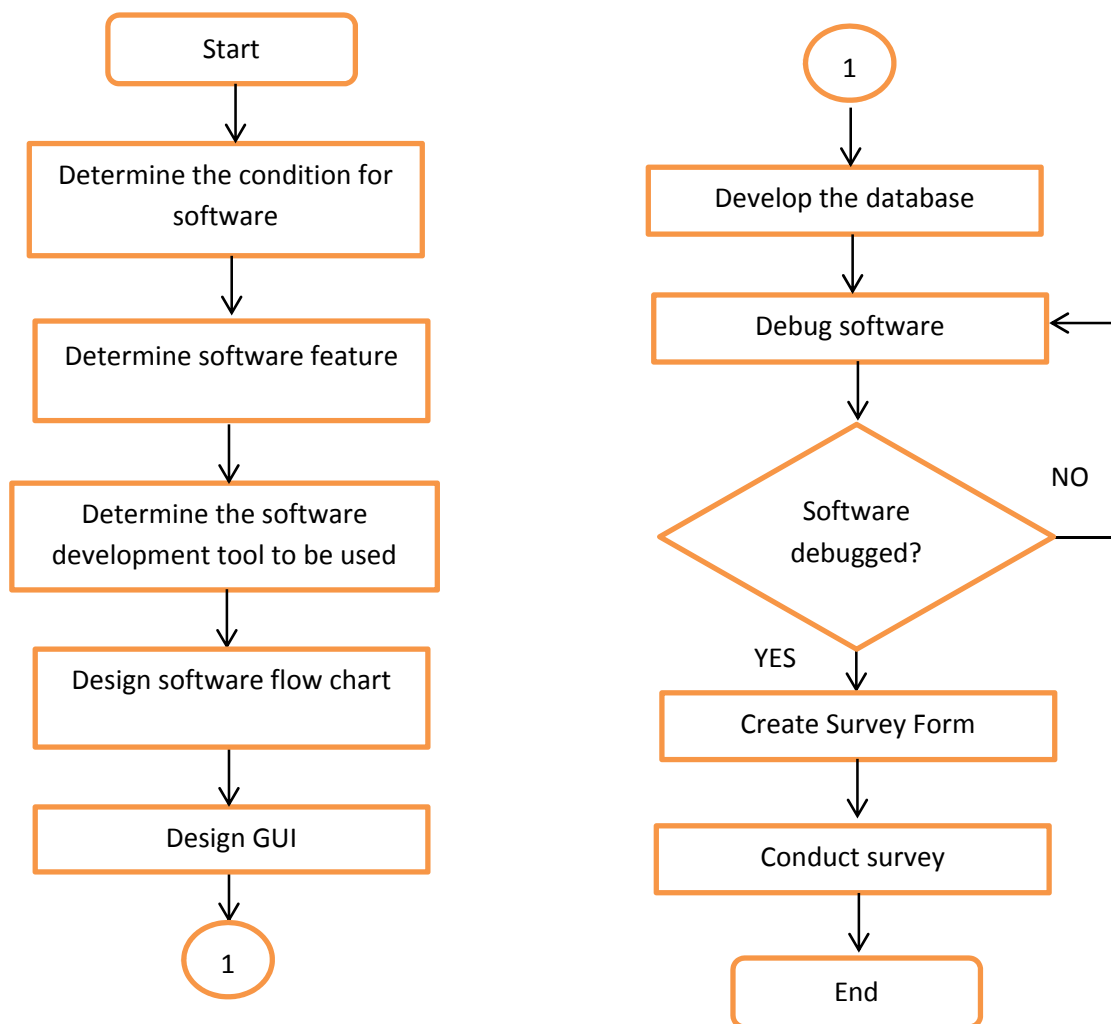 Start
Determine the condition for
software
Determine software feature
Determine the software
development tool to be used
Design software flow chart
Design GUI
1
1
Develop the database
Debug software
Software
debugged?
NO
YES
Create Survey Form
Conduct survey
End